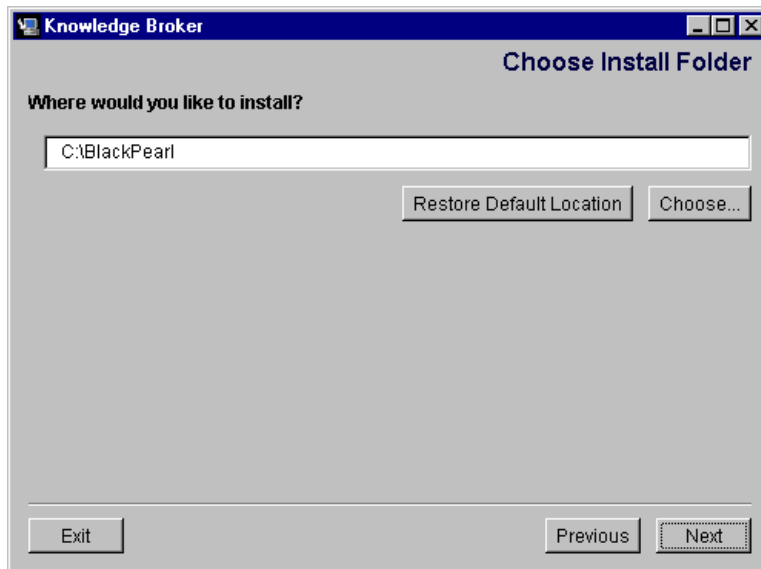 Knowledge Broker
Choose Install Folder
Where would you like to install?
C:\BlackPearl
Restore Default Location Choose...
Exit Previous Next